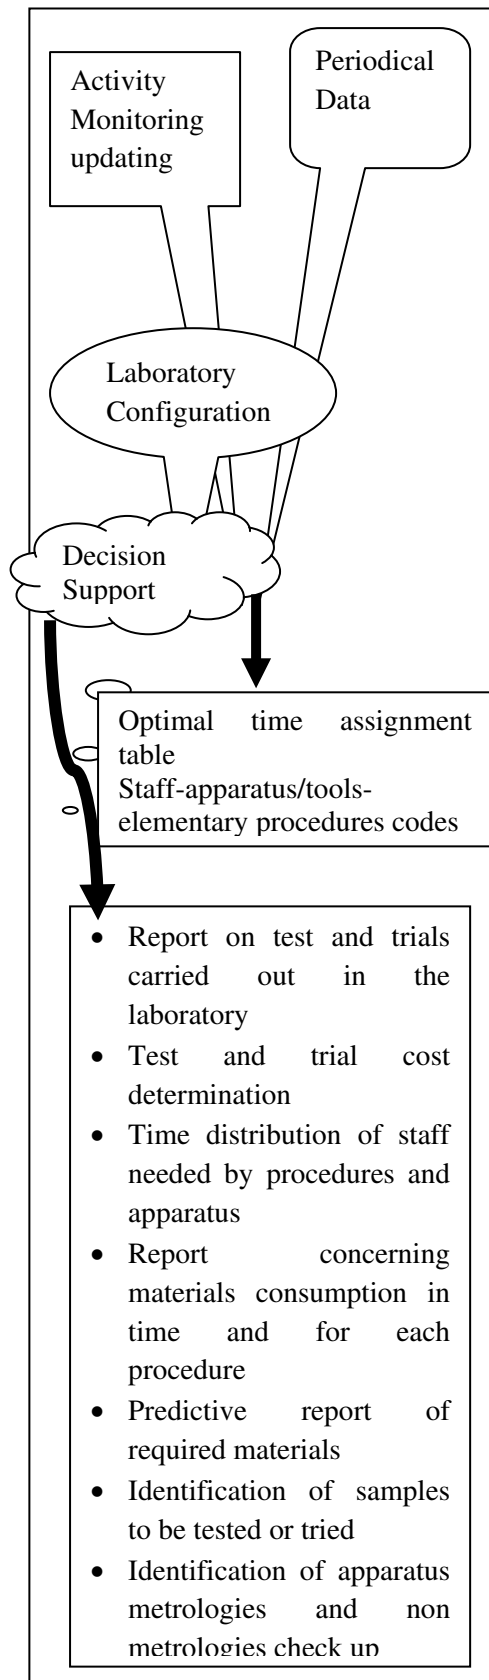 Activity
Monitoring
updating
Periodical
Data
Laboratory
Configuration
Decision
Support
Optimal time assignment
table
Staff-apparatus/tools-
elementary procedures codes
• Report on test and trials
carried out in the
laboratory
• Test and trial cost
determination
• Time distribution of staff
needed by procedures and
apparatus
• Report concerning
materials consumption in
time and for each
procedure
• Predictive report of
required materials
• Identification of samples
to be tested or tried
• Identification of apparatus
metrologies and non
metrologies check up